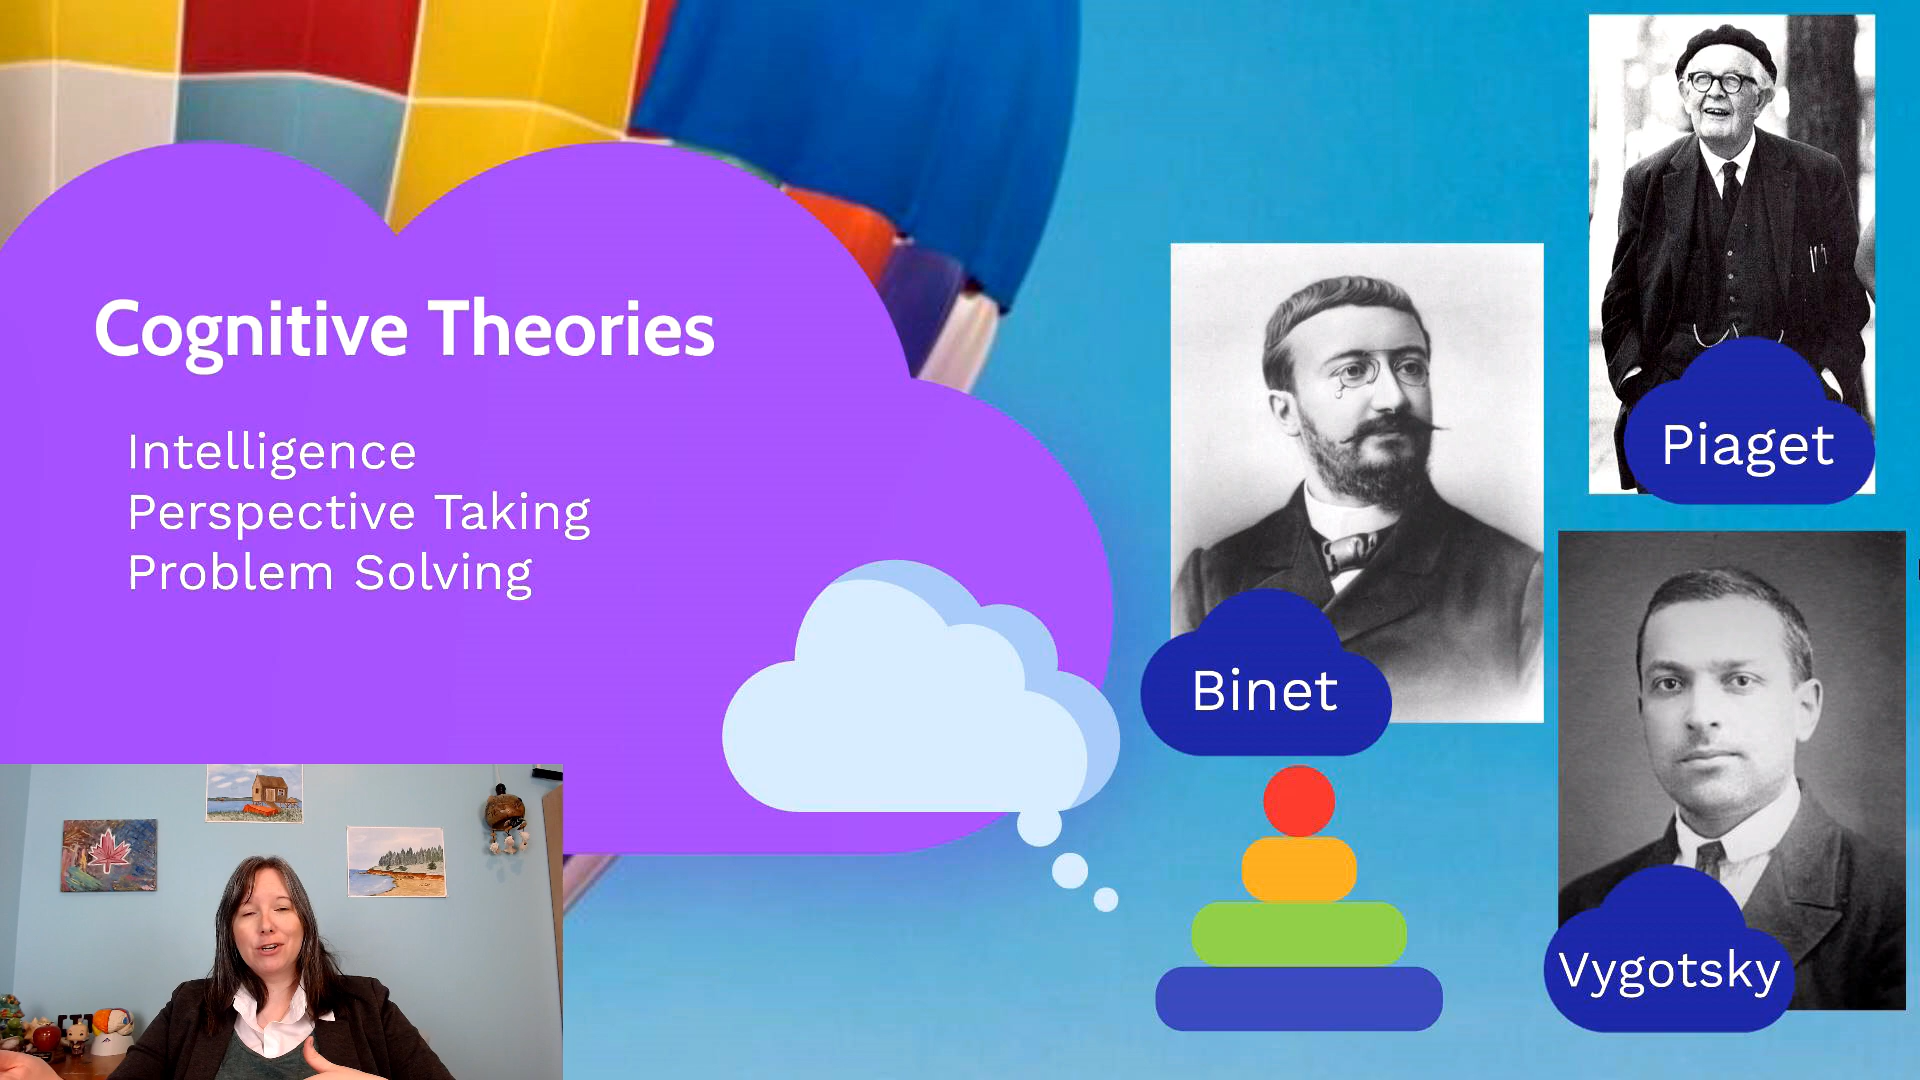 Cognitive Theories
Intelligence
Perspective Taking
Problem Solving
Piaget
Binet
Vygotsky